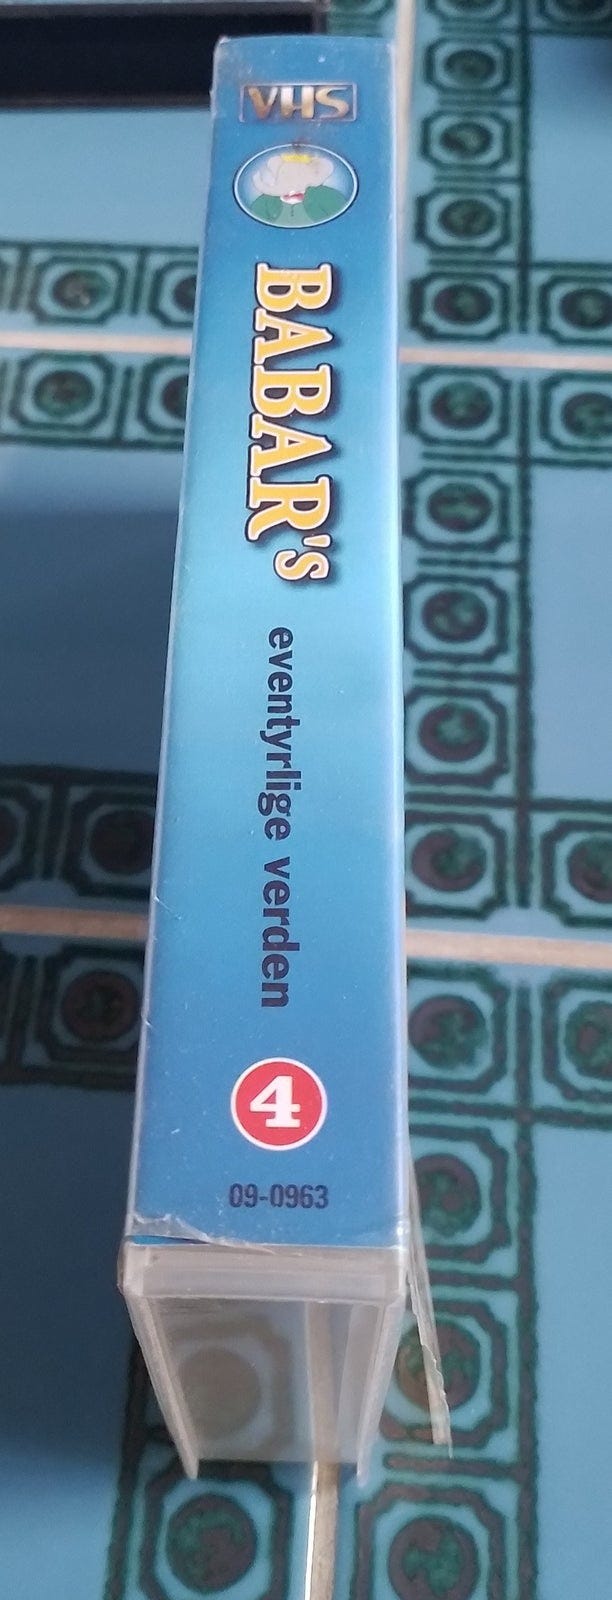 VHS
BABAR's
eventyrlige verden
4
09-0963